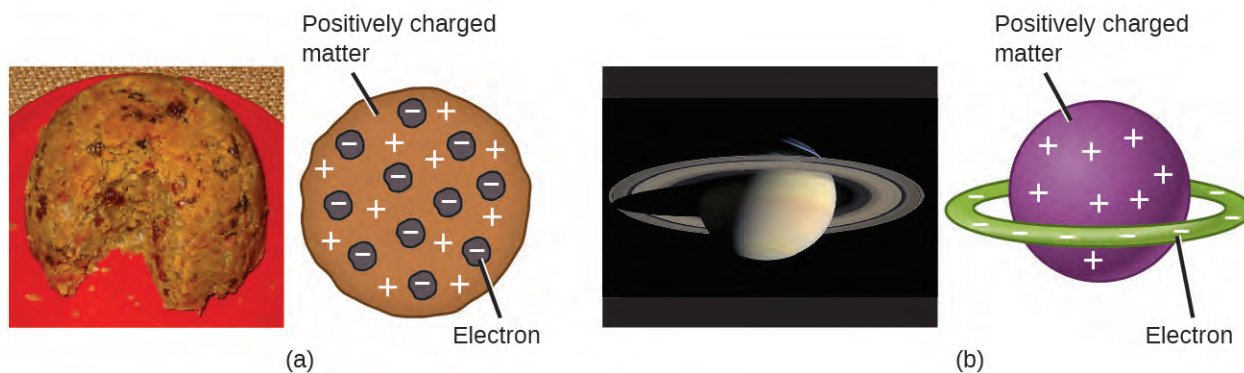 Positively charged
matter
Electron
(a)
Positively charged
matter
Electron
(b)